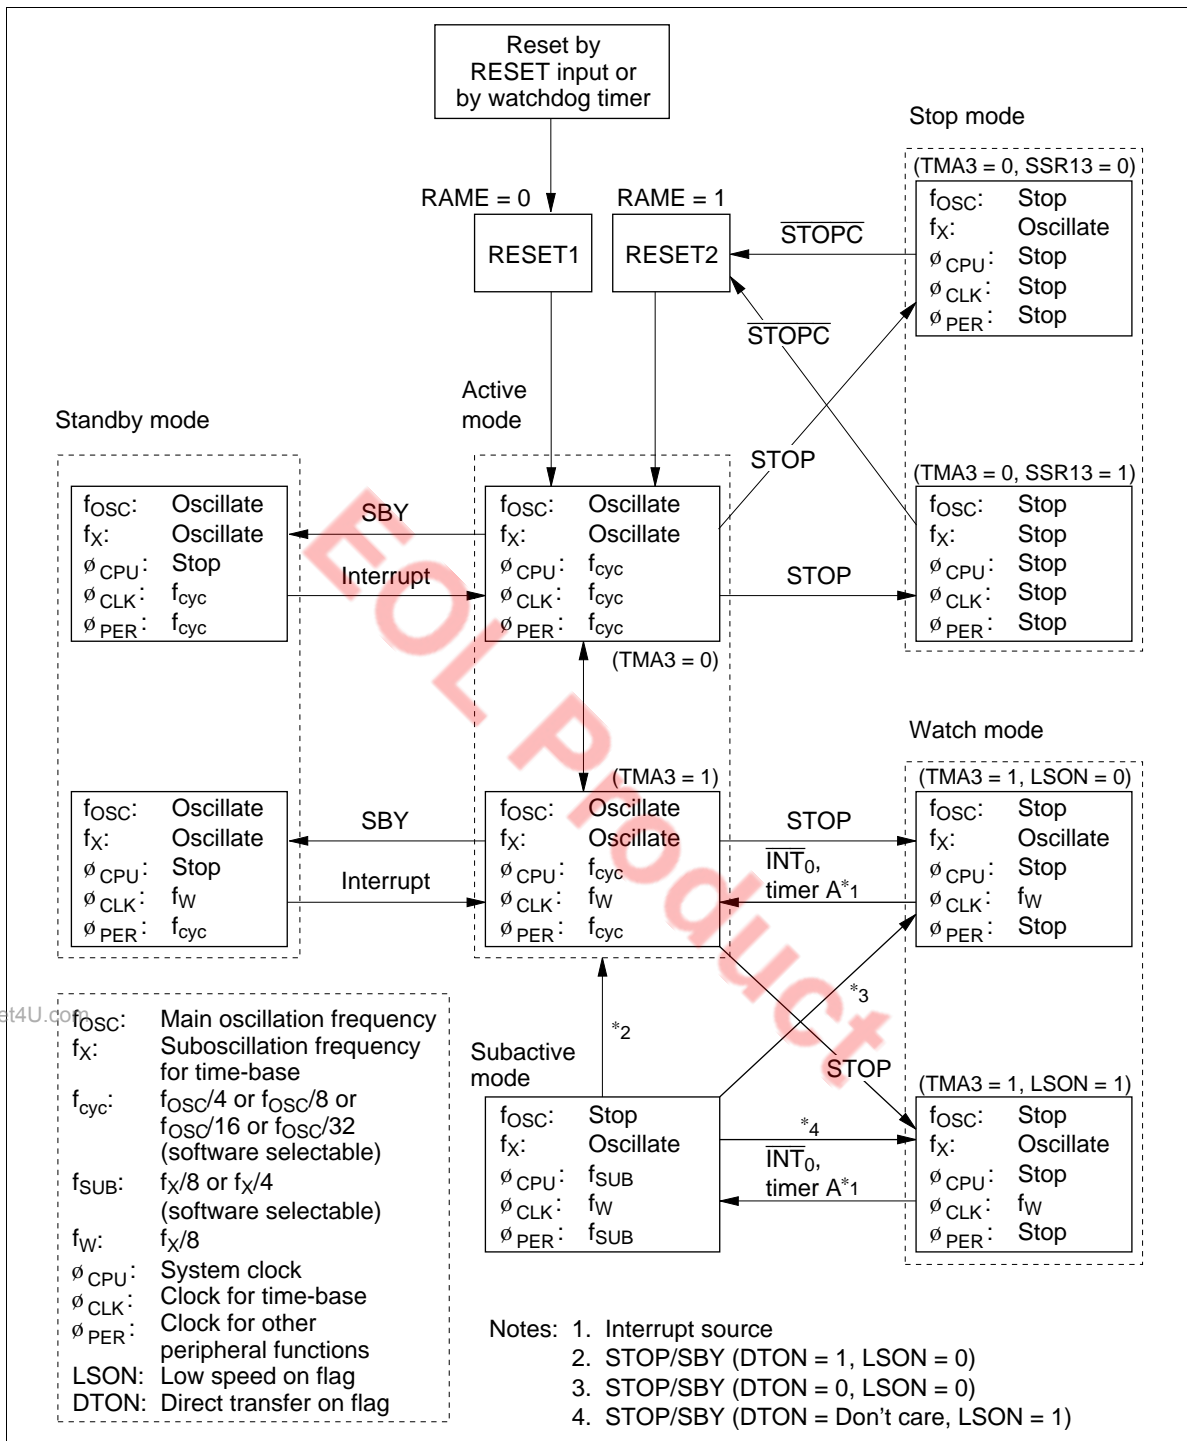 Reset by
RESET input or
by watchdog timer
Stop mode
(TMA3 = 0, SSR13 = 0)
RAME = 0
RAME = 1
RESET1
RESET2
STOPC
fOSC: Stop
fX: Oscillate
øCPU: Stop
øCLK: Stop
øPER: Stop
STOPC
Active
mode
Standby mode
STOP
(TMA3 = 0, SSR13 = 1)
fOSC: Oscillate
fX: Oscillate
øCPU: Stop
øCLK: fcyc
øPER: fcyc
SBY
Interrupt
fOSC: Oscillate
fX: Oscillate
øCPU: fcyc
øCLK: fcyc
øPER: fcyc
STOP
fOSC: Stop
fX: Stop
øCPU: Stop
øCLK: Stop
øPER: Stop
(TMA3 = 0)
Watch mode
(TMA3 = 1)
(TMA3 = 1, LSON = 0)
fOSC: Oscillate
fX: Oscillate
øCPU: Stop
øCLK: fW
øPER: fcyc
SBY
Interrupt
fOSC: Oscillate
fX: Oscillate
øCPU: fcyc
øCLK: fW
øPER: fcyc
STOP
INT0,
timer A*1
fOSC: Stop
fX: Oscillate
øCPU: Stop
øCLK: fW
øPER: Stop
*2
*3
Subactive
mode
STOP
(TMA3 = 1, LSON = 1)
fOSC: Stop
fX: Oscillate
øCPU: fSUB
øCLK: fW
øPER: fSUB
*4
INT0,
timer A*1
fOSC: Stop
fX: Oscillate
øCPU: Stop
øCLK: fW
øPER: Stop
et4U.com
fOSC: Main oscillation frequency
fX: Suboscillation frequency
for time-base
fcyc: fOSC/4 or fOSC/8 or
fOSC/16 or fOSC/32
(software selectable)
fSUB: fX/8 or fX/4
(software selectable)
fW: fX/8
øCPU: System clock
øCLK: Clock for time-base
øPER: Clock for other
peripheral functions
LSON: Low speed on flag
DTON: Direct transfer on flag
Notes: 1. Interrupt source
2. STOP/SBY (DTON = 1, LSON = 0)
3. STOP/SBY (DTON = 0, LSON = 0)
4. STOP/SBY (DTON = Don't care, LSON = 1)
EOL Product